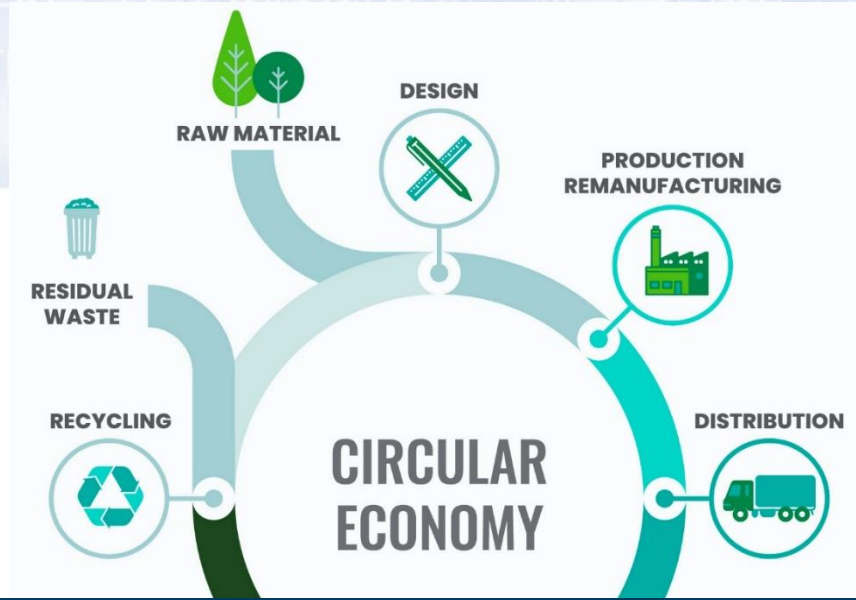 RAW MATERIAL
DESIGN
PRODUCTION
REMANUFACTURING
RESIDUAL
WASTE
RECYCLING
DISTRIBUTION
CIRCULAR
ECONOMY